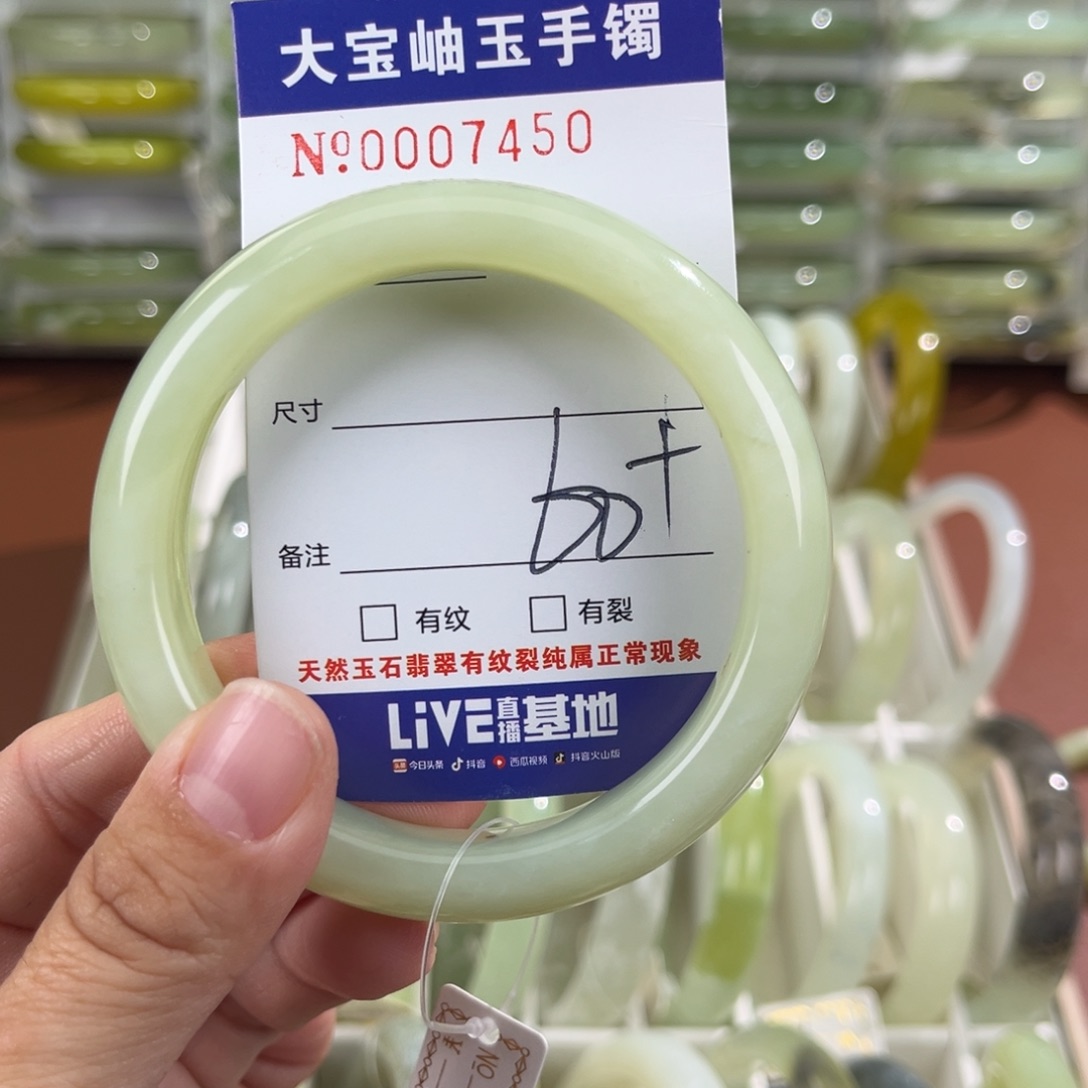 大宝岫玉手镯
Nº0007450
尺寸
60+
备注
□ 有纹 □ 有裂
天然玉石翡翠有纹裂纯属正常现象
LiVE直播基地
今日头条 抖音 西瓜视频 抖音火山版
NO